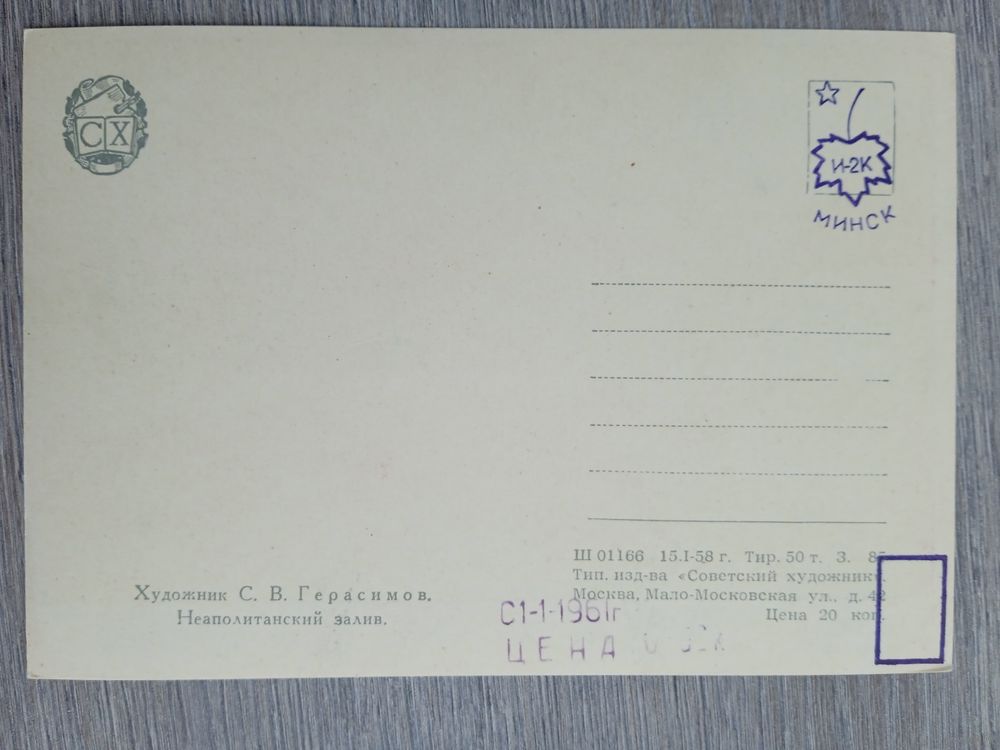 СХ
И-2К
МИНСК
Ш 01166 15.I-58 г. Тир. 50 т. З.
Тип. изд-ва «Советский художник».
Москва, Мало-Московская ул., д. 42
Цена 20 коп.
Художник С. В. Герасимов.
Неаполитанский залив.
С1-1-1961г
ЦЕНА